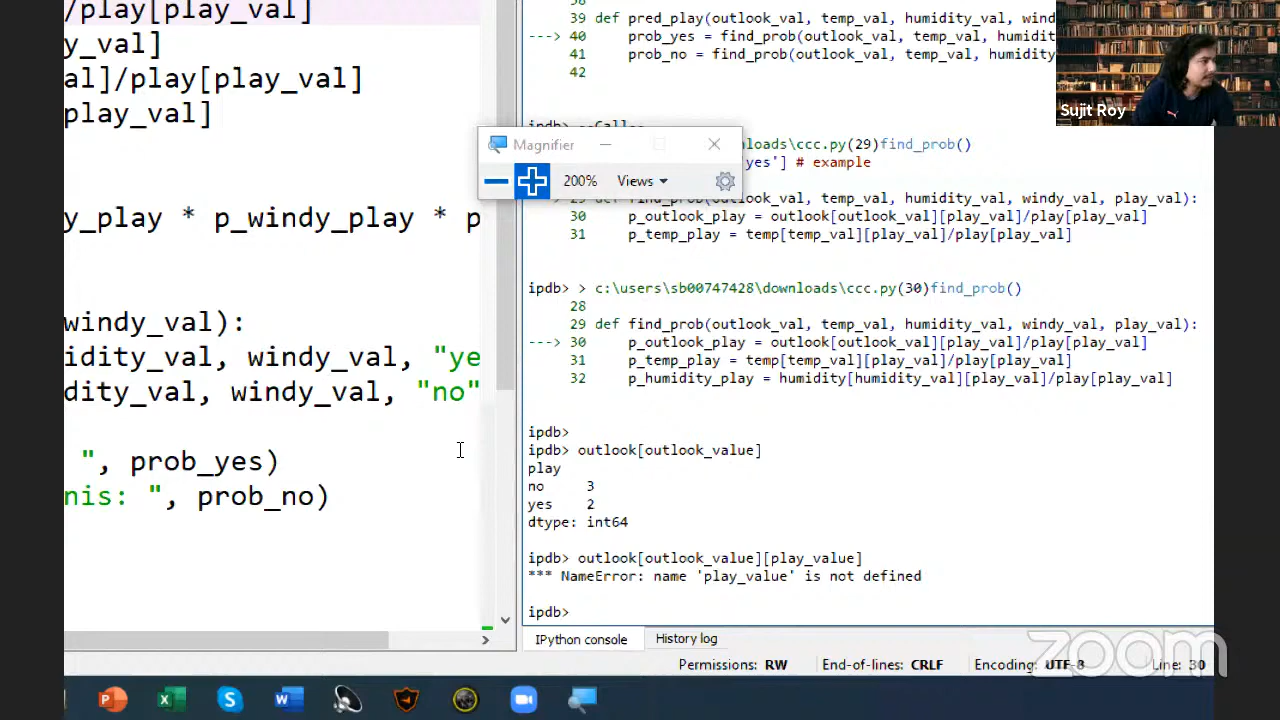 /play[play_val]
y_val]
al]/play[play_val]
play_val]
y_play * p_windy_play * p
windy_val):
idity_val, windy_val, "ye
dity_val, windy_val, "no"
", prob_yes)
nis: ", prob_no)
39 def pred_play(outlook_val, temp_val, humidity_val, wind
---> 40 prob_yes = find_prob(outlook_val, temp_val, humidit
41 prob_no = find_prob(outlook_val, temp_val, humidity
42
Sujit Roy
Magnifier
200% Views
loads\ccc.py(29)find_prob()
yes'] # example
30 p_outlook_play = outlook[outlook_val][play_val]/play[play_val]
31 p_temp_play = temp[temp_val][play_val]/play[play_val]
ipdb> > c:\users\sb00747428\downloads\ccc.py(30)find_prob()
28
29 def find_prob(outlook_val, temp_val, humidity_val, windy_val, play_val):
---> 30 p_outlook_play = outlook[outlook_val][play_val]/play[play_val]
31 p_temp_play = temp[temp_val][play_val]/play[play_val]
32 p_humidity_play = humidity[humidity_val][play_val]/play[play_val]
ipdb>
ipdb> outlook[outlook_value]
play
no 3
yes 2
dtype: int64
ipdb> outlook[outlook_value][play_value]
*** NameError: name 'play_value' is not defined
ipdb>
IPython console History log
Permissions: RW End-of-lines: CRLF Encoding: UTF-8 Line: 30
zoom